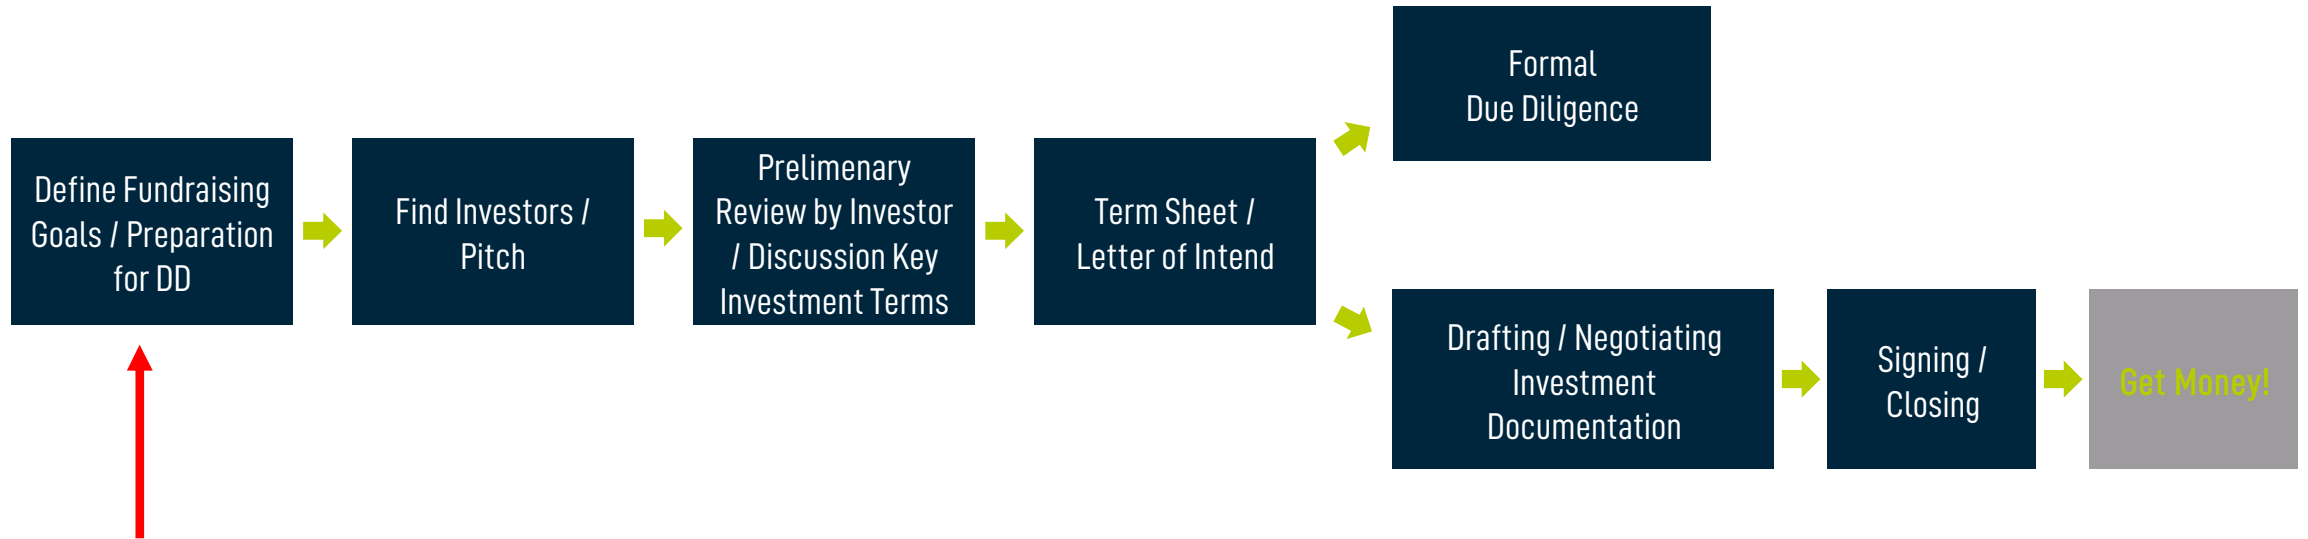 Define Fundraising
Goals / Preparation
for DD
Find Investors /
Pitch
Prelimenary
Review by Investor
/ Discussion Key
Investment Terms
Term Sheet /
Letter of Intend
Formal
Due Diligence
Drafting / Negotiating
Investment
Documentation
Signing /
Closing
Get Money!